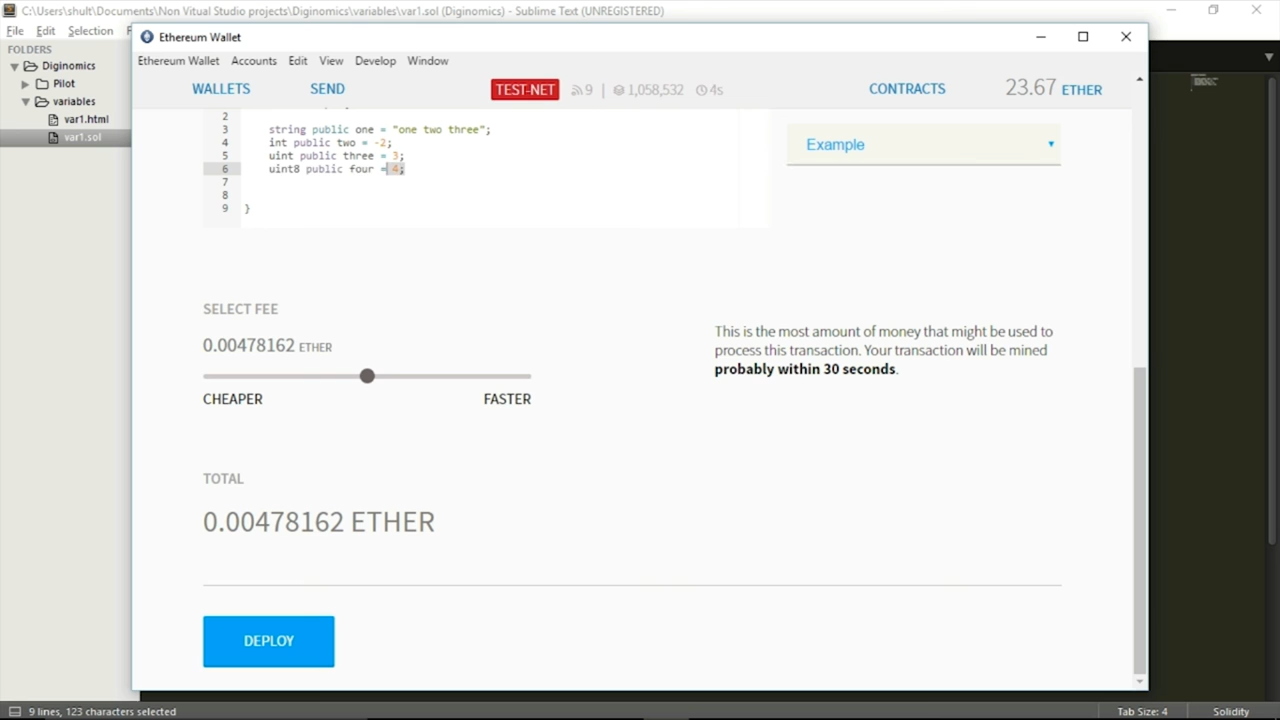 C:\Users\shult\Documents\Non Vitual Studio projects\Diginomics\variables\var1.sol (Diginomics) - Sublime Text (UNREGISTERED)
File Edit Selection F
FOLDERS
Diginomics
Pilot
variables
var1.html
var1.sol
Ethereum Wallet
Ethereum Wallet Accounts Edit View Develop Window
WALLETS SEND TEST-NET 9 | 1,058,532 4s CONTRACTS 23.67 ETHER
2
3 string public one = "one two three";
4 int public two = -2;
5 uint public three = 3;
6 uint8 public four = 4;
7
8
9 }
Example
SELECT FEE
0.00478162 ETHER
CHEAPER FASTER
This is the most amount of money that might be used to
process this transaction. Your transaction will be mined
probably within 30 seconds.
TOTAL
0.00478162 ETHER
DEPLOY
9 lines, 123 characters selected Tab Size: 4 Solidity